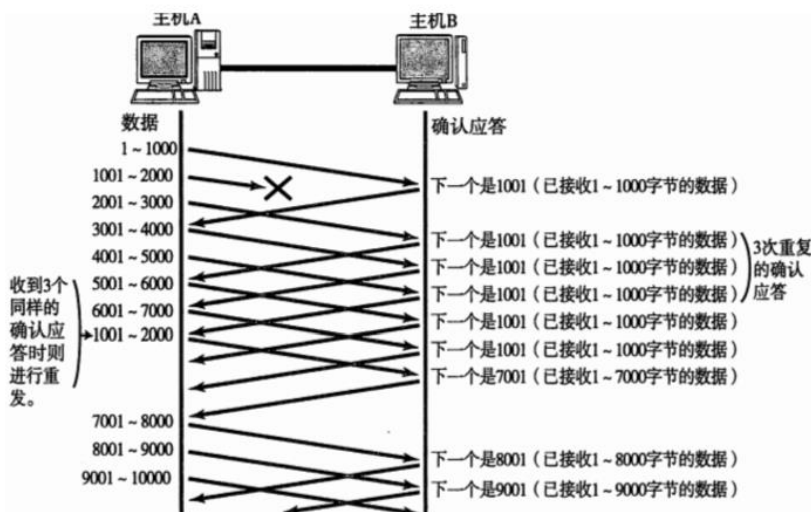 主机A
主机B
数据
确认应答
1~1000
1001~2000
2001~3000
3001~4000
4001~5000
5001~6000
6001~7000
1001~2000
7001~8000
8001~9000
9001~10000
收到3个
同样的
确认应
答时则
进行重
发。
下一个是1001（已接收1~1000字节的数据）
下一个是1001（已接收1~1000字节的数据）
下一个是1001（已接收1~1000字节的数据）
下一个是1001（已接收1~1000字节的数据）
下一个是1001（已接收1~1000字节的数据）
下一个是1001（已接收1~1000字节的数据）
下一个是7001（已接收1~7000字节的数据）
下一个是8001（已接收1~8000字节的数据）
下一个是9001（已接收1~9000字节的数据）
3次重复
的确认
应答